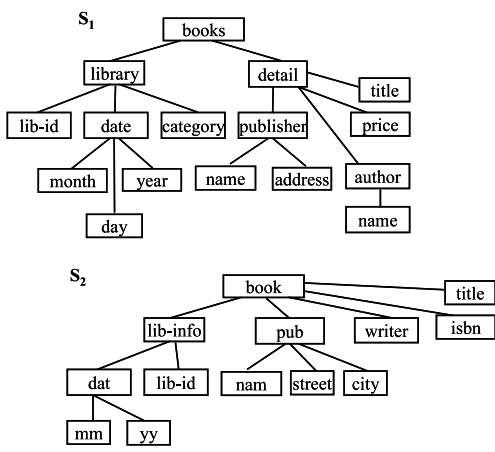 S1
books
library
detail
title
lib-id
date
category
publisher
price
month
year
name
address
author
day
name
S2
book
title
lib-info
pub
writer
isbn
dat
lib-id
nam
street
city
mm
yy